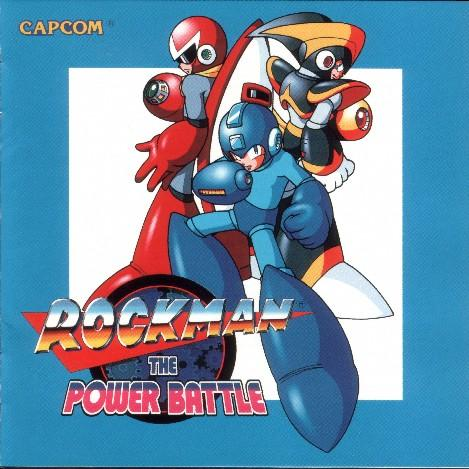 CAPCOM®
ROCKMAN
THE
POWER BATTLE